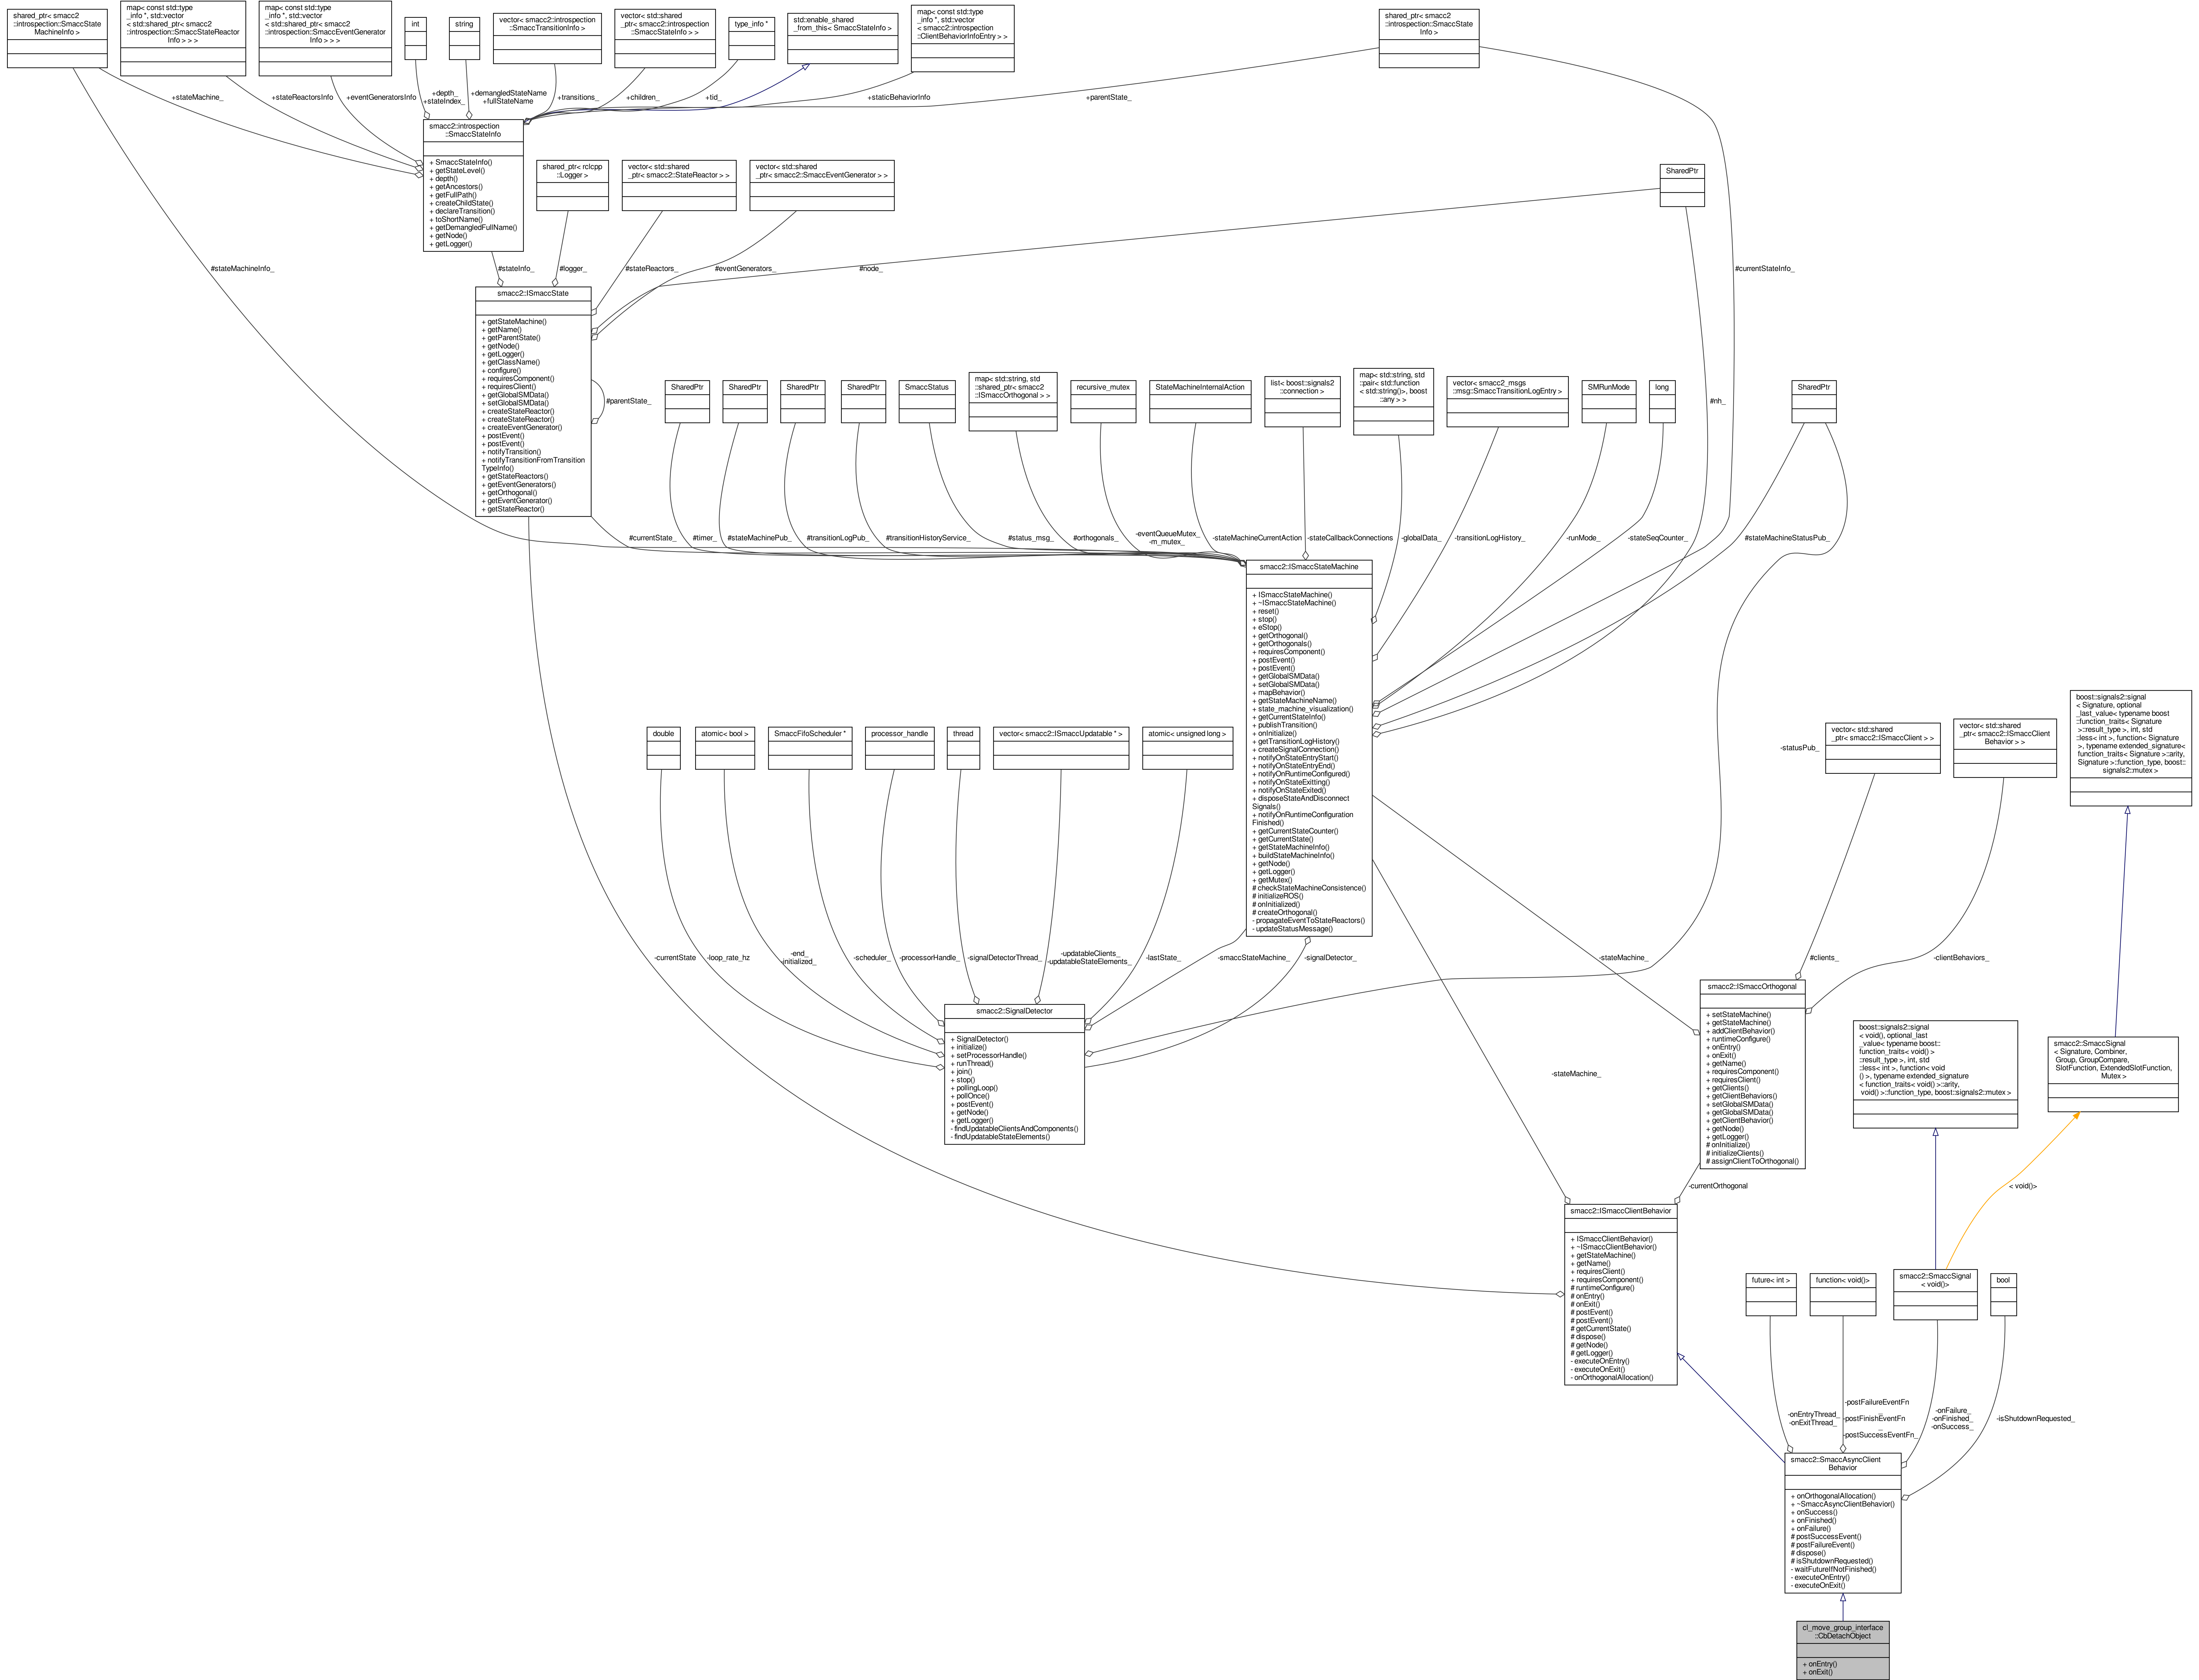 shared_ptr< smacc2
::introspection::SmaccState
MachineInfo >
map< const std::type
_info *, std::vector
< std::shared_ptr< smacc2
::introspection::SmaccStateReactor
Info > > >
map< const std::type
_info *, std::vector
< std::shared_ptr< smacc2
::introspection::SmaccEventGenerator
Info > > >
int
string
vector< smacc2::introspection
::SmaccTransitionInfo >
vector< std::shared
_ptr< smacc2::introspection
::SmaccStateInfo > >
type_info *
std::enable_shared
_from_this< SmaccStateInfo >
map< const std::type
_info *, std::vector
< smacc2::introspection
::ClientBehaviorInfoEntry > >
shared_ptr< smacc2
::introspection::SmaccState
Info >
+stateMachine_
+stateReactorsInfo
+eventGeneratorsInfo
+depth_
+stateIndex_
+demangledStateName
+fullStateName
+transitions_
+children_
+tid_
+staticBehaviorInfo
+parentState_
smacc2::introspection
::SmaccStateInfo
+ SmaccStateInfo()
+ getStateLevel()
+ depth()
+ getAncestors()
+ getFullPath()
+ createChildState()
+ declareTransition()
+ toShortName()
+ getDemangledFullName()
+ getNode()
+ getLogger()
shared_ptr< rclcpp
::Logger >
vector< std::shared
_ptr< smacc2::StateReactor > >
vector< std::shared
_ptr< smacc2::SmaccEventGenerator > >
SharedPtr
#stateMachineInfo_
#stateInfo_
#logger_
#stateReactors_
#eventGenerators_
#node_
#currentStateInfo_
smacc2::ISmaccState
+ getStateMachine()
+ getName()
+ getParentState()
+ getNode()
+ getLogger()
+ getClassName()
+ configure()
+ requiresComponent()
+ requiresClient()
+ getGlobalSMData()
+ setGlobalSMData()
+ createStateReactor()
+ createStateReactor()
+ createEventGenerator()
+ postEvent()
+ postEvent()
+ notifyTransition()
+ notifyTransitionFromTransition
TypeInfo()
+ getStateReactors()
+ getEventGenerators()
+ getOrthogonal()
+ getEventGenerator()
+ getStateReactor()
#parentState_
SharedPtr
SharedPtr
SharedPtr
SharedPtr
SmaccStatus
map< std::string, std
::shared_ptr< smacc2
::ISmaccOrthogonal > >
recursive_mutex
StateMachineInternalAction
list< boost::signals2
::connection >
map< std::string, std
::pair< std::function
< std::string()>, boost
::any > >
vector< smacc2_msgs
::msg::SmaccTransitionLogEntry >
SMRunMode
long
#nh_
SharedPtr
#currentState_
#timer_
#stateMachinePub_
#transitionLogPub_
#transitionHistoryService_
#status_msg_
#orthogonals_
-eventQueueMutex_
-m_mutex_
-stateMachineCurrentAction
-stateCallbackConnections
-globalData_
-transitionLogHistory_
-runMode_
-stateSeqCounter_
#stateMachineStatusPub_
smacc2::ISmaccStateMachine
+ ISmaccStateMachine()
+ ~ISmaccStateMachine()
+ reset()
+ stop()
+ eStop()
+ getOrthogonal()
+ getOrthogonals()
+ requiresComponent()
+ postEvent()
+ postEvent()
+ getGlobalSMData()
+ setGlobalSMData()
+ mapBehavior()
+ getStateMachineName()
+ state_machine_visualization()
+ getCurrentStateInfo()
+ publishTransition()
+ onInitialize()
+ getTransitionLogHistory()
+ createSignalConnection()
+ notifyOnStateEntryStart()
+ notifyOnStateEntryEnd()
+ notifyOnRuntimeConfigured()
+ notifyOnStateExitting()
+ notifyOnStateExited()
+ disposeStateAndDisconnect
Signals()
+ notifyOnRuntimeConfiguration
Finished()
+ getCurrentStateCounter()
+ getCurrentState()
+ getStateMachineInfo()
+ buildStateMachineInfo()
+ getNode()
+ getLogger()
+ getMutex()
# checkStateMachineConsistence()
# initializeROS()
# onInitialized()
# createOrthogonal()
- propagateEventToStateReactors()
- updateStatusMessage()
double
atomic< bool >
SmaccFifoScheduler *
processor_handle
thread
vector< smacc2::ISmaccUpdatable * >
atomic< unsigned long >
-statusPub_
vector< std::shared
_ptr< smacc2::ISmaccClient > >
vector< std::shared
_ptr< smacc2::ISmaccClient
Behavior > >
boost::signals2::signal
< Signature, optional
_last_value< typename boost
::function_traits< Signature
>::result_type >, int, std
::less< int >, function< Signature
>, typename extended_signature<
function_traits< Signature >::arity,
Signature >::function_type, boost::
signals2::mutex >
-currentState
-loop_rate_hz
-end_
-initialized_
-scheduler_
-processorHandle_
-signalDetectorThread_
-updatableClients_
-updatableStateElements_
-lastState_
-smaccStateMachine_
-signalDetector_
-stateMachine_
#clients_
-clientBehaviors_
smacc2::SignalDetector
+ SignalDetector()
+ initialize()
+ setProcessorHandle()
+ runThread()
+ join()
+ stop()
+ pollingLoop()
+ pollOnce()
+ postEvent()
+ getNode()
+ getLogger()
- findUpdatableClientsAndComponents()
- findUpdatableStateElements()
smacc2::ISmaccOrthogonal
+ setStateMachine()
+ getStateMachine()
+ addClientBehavior()
+ runtimeConfigure()
+ onEntry()
+ onExit()
+ getName()
+ requiresComponent()
+ requiresClient()
+ getClients()
+ getClientBehaviors()
+ setGlobalSMData()
+ getGlobalSMData()
+ getClientBehavior()
+ getNode()
+ getLogger()
# onInitialize()
# initializeClients()
# assignClientToOrthogonal()
boost::signals2::signal
< void(), optional_last
_value< typename boost::
function_traits< void() >
::result_type >, int, std
::less< int >, function< void
() >, typename extended_signature
< function_traits< void() >::arity,
void() >::function_type, boost::signals2::mutex >
smacc2::SmaccSignal
< Signature, Combiner,
Group, GroupCompare,
SlotFunction, ExtendedSlotFunction,
Mutex >
-stateMachine_
-currentOrthogonal
< void()>
smacc2::ISmaccClientBehavior
+ ISmaccClientBehavior()
+ ~ISmaccClientBehavior()
+ getStateMachine()
+ getName()
+ requiresClient()
+ requiresComponent()
# runtimeConfigure()
# onEntry()
# onExit()
# postEvent()
# postEvent()
# getCurrentState()
# dispose()
# getNode()
# getLogger()
- executeOnEntry()
- executeOnExit()
- onOrthogonalAllocation()
future< int >
function< void()>
smacc2::SmaccSignal
< void()>
bool
-onEntryThread_
-onExitThread_
-postFailureEventFn
_
-postFinishEventFn
_
-postSuccessEventFn_
-onFailure_
-onFinished_
-onSuccess_
-isShutdownRequested_
smacc2::SmaccAsyncClient
Behavior
+ onOrthogonalAllocation()
+ ~SmaccAsyncClientBehavior()
+ onSuccess()
+ onFinished()
+ onFailure()
# postSuccessEvent()
# postFailureEvent()
# dispose()
# isShutdownRequested()
- waitFutureIfNotFinished()
- executeOnEntry()
- executeOnExit()
cl_move_group_interface
::CbDetachObject
+ onEntry()
+ onExit()